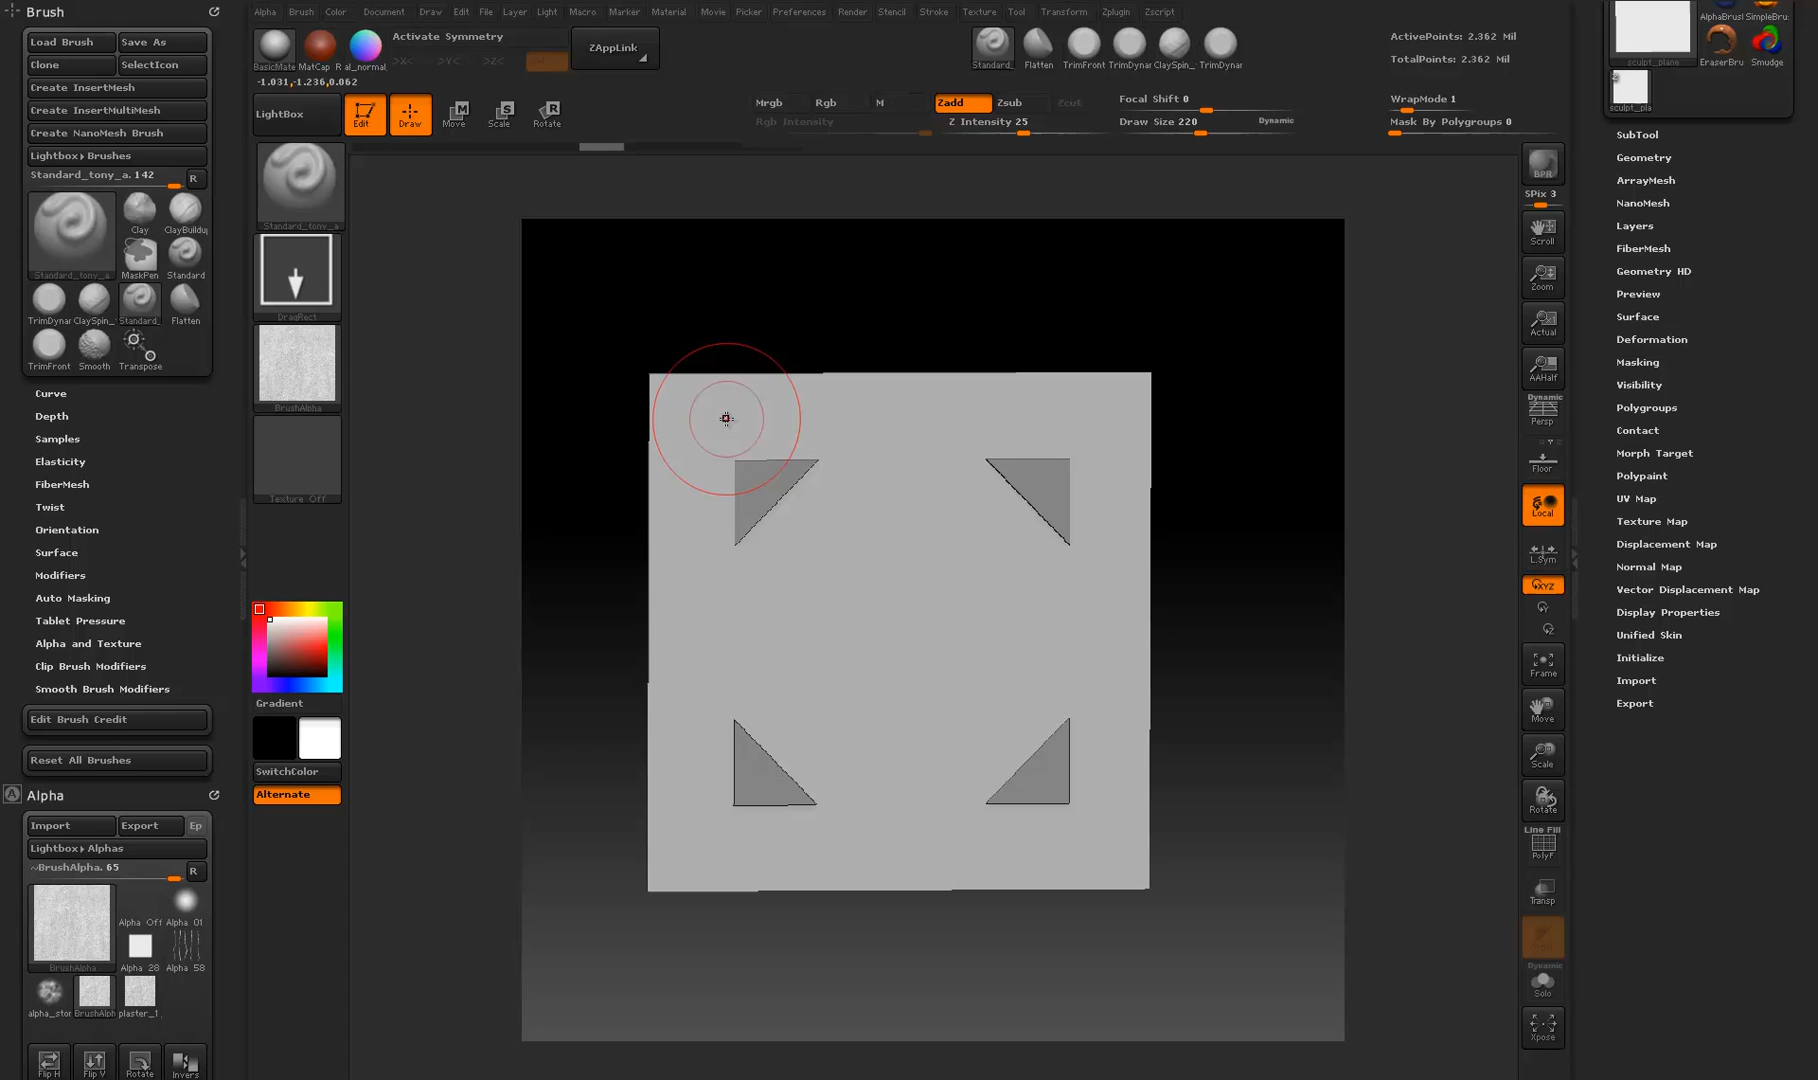 Brush
Load Brush Save As
Clone SelectIcon
Create InsertMesh
Create InsertMultiMesh
Create NanoMesh Brush
Lightbox▸Brushes
Standard_tony_a. 142 R
Standard_tony_a
Clay ClayBuildu
MaskPen Standard
TrimDynar ClaySpin_ Standard_ Flatten
TrimFront Smooth Transpose
Curve
Depth
Samples
Elasticity
FiberMesh
Twist
Orientation
Surface
Modifiers
Auto Masking
Tablet Pressure
Alpha and Texture
Clip Brush Modifiers
Smooth Brush Modifiers
Edit Brush Credit
Reset All Brushes
Alpha
Import Export Ep
Lightbox▸Alphas
~BrushAlpha. 65 R
BrushAlpha
Alpha Off Alpha 01
Alpha 28 Alpha 58
alpha_stor BrushAlph plaster_1
Flip H Flip V Rotate Invers
Alpha Brush Color Document Draw Edit File Layer Light Macro Marker Material Movie Picker Preferences Render Stencil Stroke Texture Tool Transform Zplugin Zscript
BasicMate MatCap R al_normal
Activate Symmetry
>X< >Y< >Z<
ZAppLink
-1.031,-1.236,0.062
Standard_ Flatten TrimFront TrimDynar ClaySpin_ TrimDynar
ActivePoints: 2.362 Mil
TotalPoints: 2.362 Mil
LightBox
Edit Draw Move Scale Rotate
Mrgb Rgb M Zadd Zsub Zcut
Rgb Intensity Z Intensity 25
Focal Shift 0
Draw Size 220 Dynamic
WrapMode 1
Mask By Polygroups 0
Standard_tony_a
DragRect
BrushAlpha
Texture Off
Gradient
SwitchColor
Alternate
BPR
SPix 3
Scroll
Zoom
Actual
AAHalf
Dynamic
Persp
Floor
Local
L.Sym
XYZ
Frame
Move
Scale
Rotate
Line Fill
PolyF
Transp
Dynamic
Solo
Xpose
AlphaBrush SimpleBru
sculpt_plane EraserBru Smudge
2
sculpt_pla
SubTool
Geometry
ArrayMesh
NanoMesh
Layers
FiberMesh
Geometry HD
Preview
Surface
Deformation
Masking
Visibility
Polygroups
Contact
Morph Target
Polypaint
UV Map
Texture Map
Displacement Map
Normal Map
Vector Displacement Map
Display Properties
Unified Skin
Initialize
Import
Export